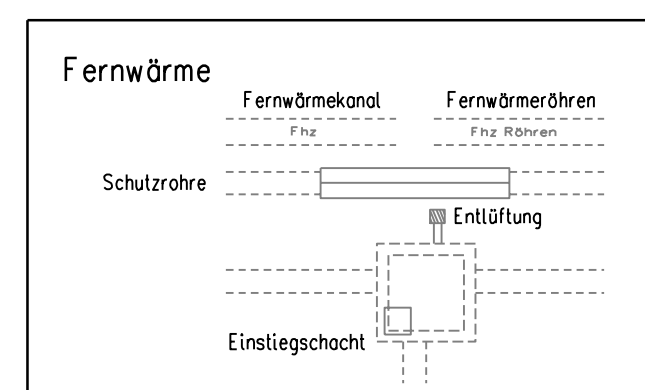 Fernwärme
Fernwärmekanal Fernwärmeröhren
Fhz Fhz Röhren
Schutzrohre
Entlüftung
Einstiegschacht